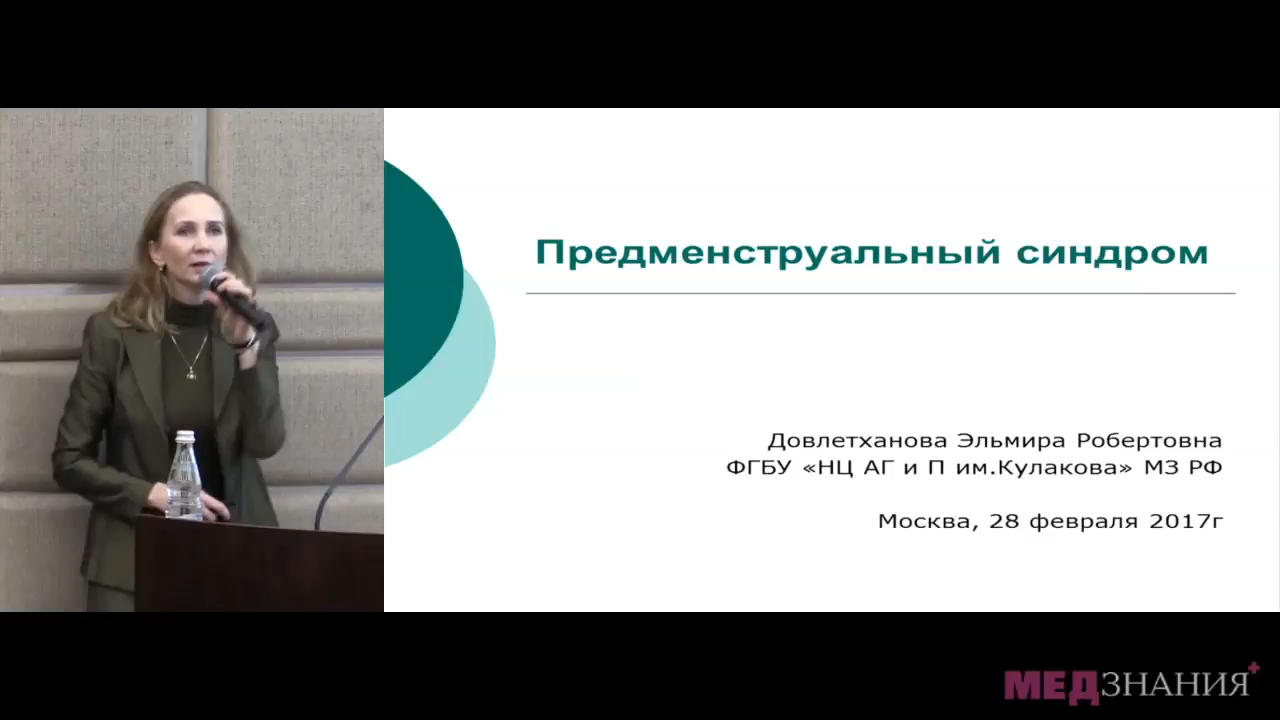 Предменструальный синдром
Довлетханова Эльмира Робертовна
ФГБУ «НЦ АГ и П им.Кулакова» МЗ РФ
Москва, 28 февраля 2017г
МЕДЗНАНИЯ+